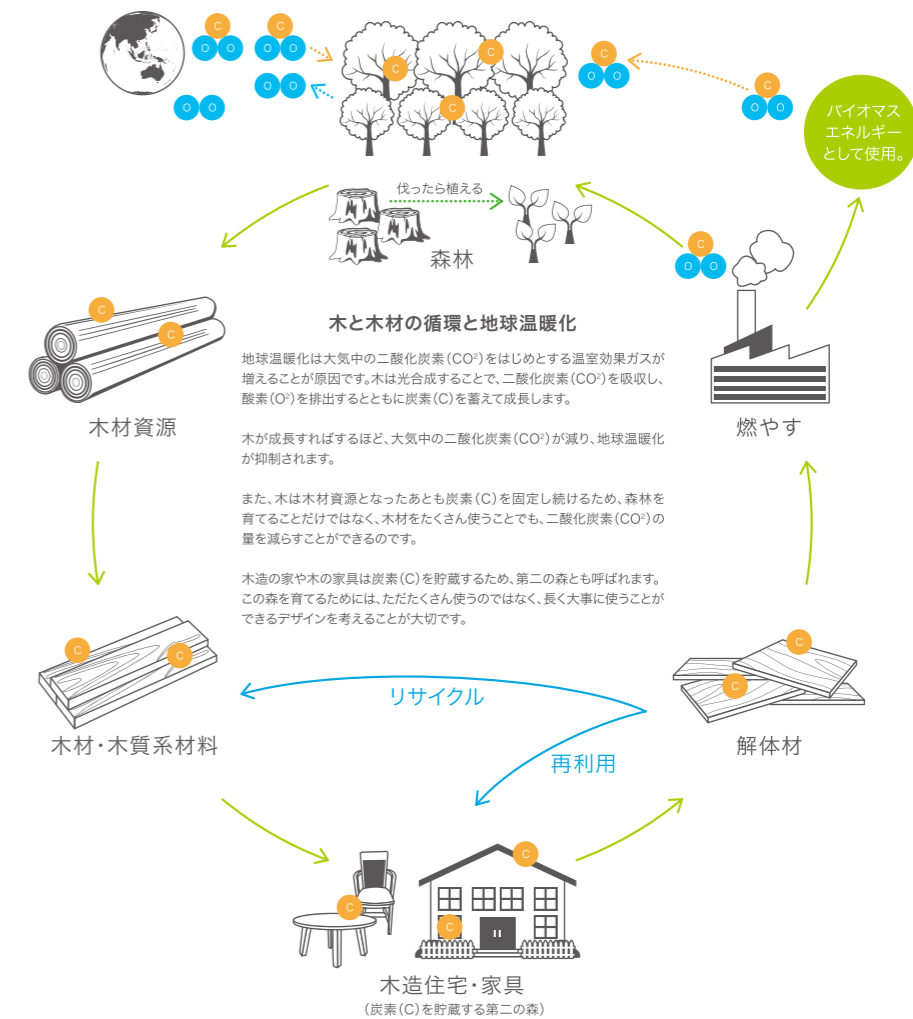 C
O O
C
O O
O O
O O
C
C
C
C
O O
C
O O
バイオマス
エネルギー
として使用。
伐ったら植える
森林
C
O O
C
C
木材資源
燃やす
木と木材の循環と地球温暖化
地球温暖化は大気中の二酸化炭素(CO²)をはじめとする温室効果ガスが
増えることが原因です。木は光合成することで、二酸化炭素(CO²)を吸収し、
酸素(O²)を排出するとともに炭素(C)を蓄えて成長します。
木が成長すればするほど、大気中の二酸化炭素(CO²)が減り、地球温暖化
が抑制されます。
また、木は木材資源となったあとも炭素(C)を固定し続けるため、森林を
育てることだけではなく、木材をたくさん使うことでも、二酸化炭素(CO²)の
量を減らすことができるのです。
木造の家や木の家具は炭素(C)を貯蔵するため、第二の森とも呼ばれます。
この森を育てるためには、ただたくさん使うのではなく、長く大事に使うことが
できるデザインを考えることが大切です。
C
C
木材・木質系材料
リサイクル
再利用
C
C
解体材
C
C
C
木造住宅・家具
(炭素(C)を貯蔵する第二の森)